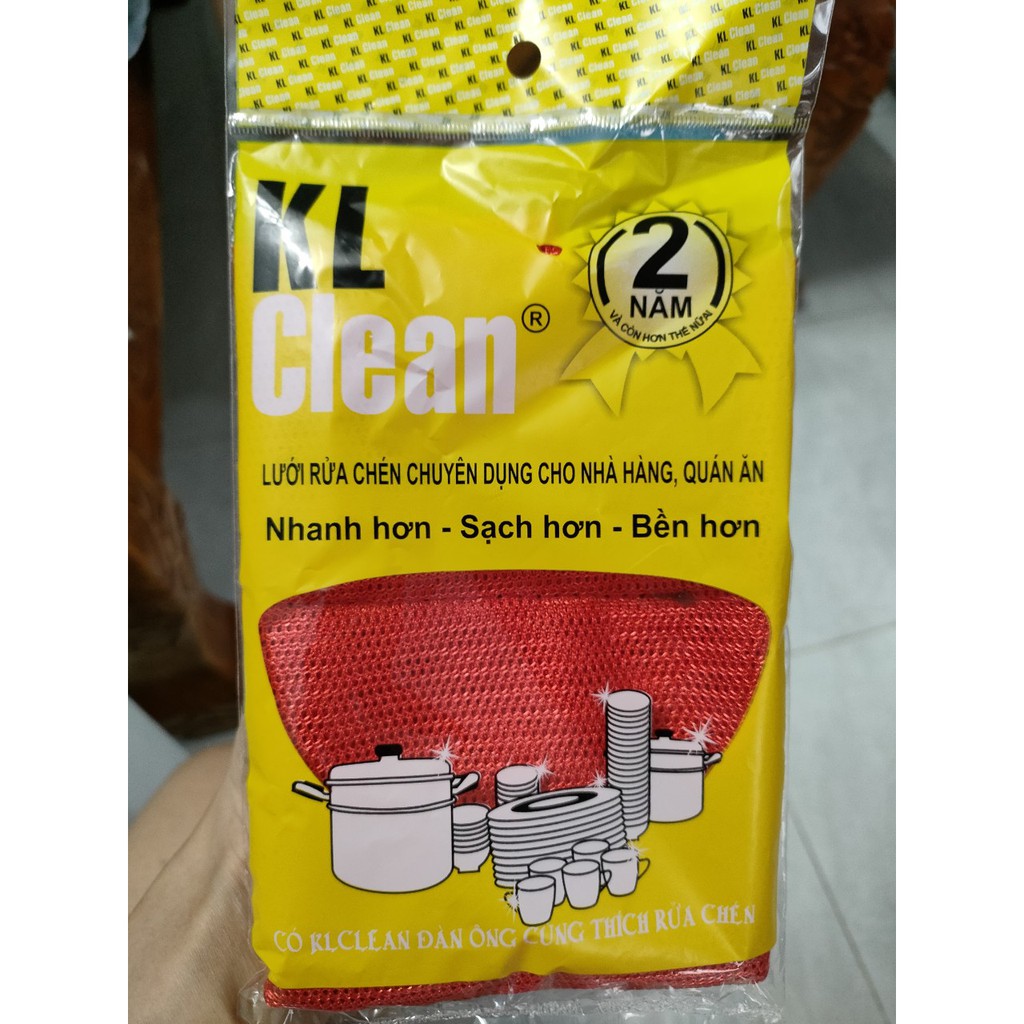 KL
Clean®
2
NĂM
VÀ CÒN HƠN THẾ NỮA!
LƯỚI RỬA CHÉN CHUYÊN DỤNG CHO NHÀ HÀNG, QUÁN ĂN
Nhanh hơn - Sạch hơn - Bền hơn
CÓ KLCLEAN ĐÀN ÔNG CŨNG THÍCH RỬA CHÉN